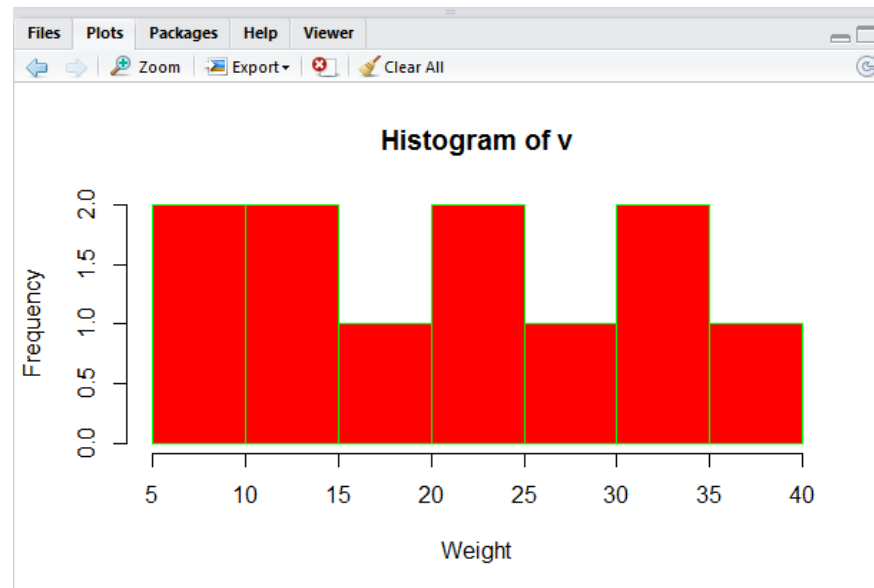 Files Plots Packages Help Viewer
Zoom Export Clear All
Histogram of v
2.0
1.5
1.0
0.5
0.0
Frequency
5 10 15 20 25 30 35 40
Weight